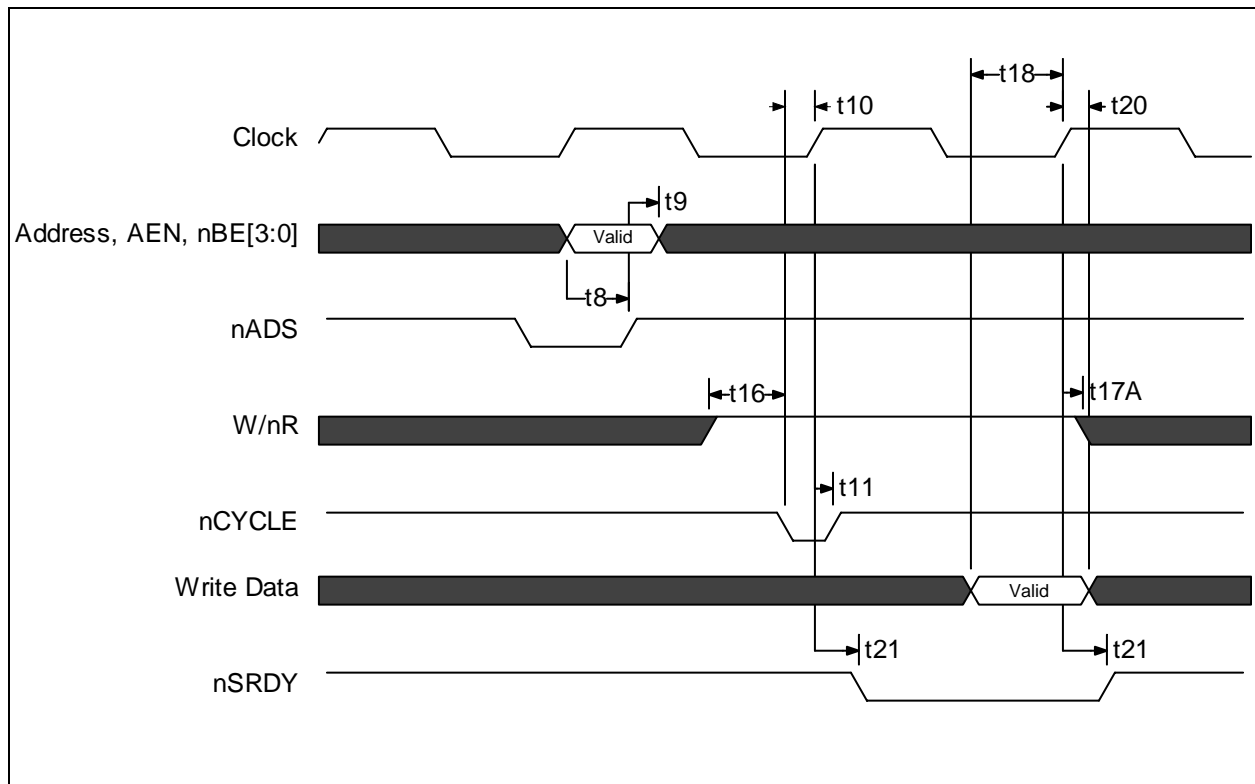 t18
t10
t20
Clock
t9
Address, AEN, nBE[3:0]
Valid
t8
nADS
t16
t17A
W/nR
t11
nCYCLE
Write Data
Valid
t21
t21
nSRDY